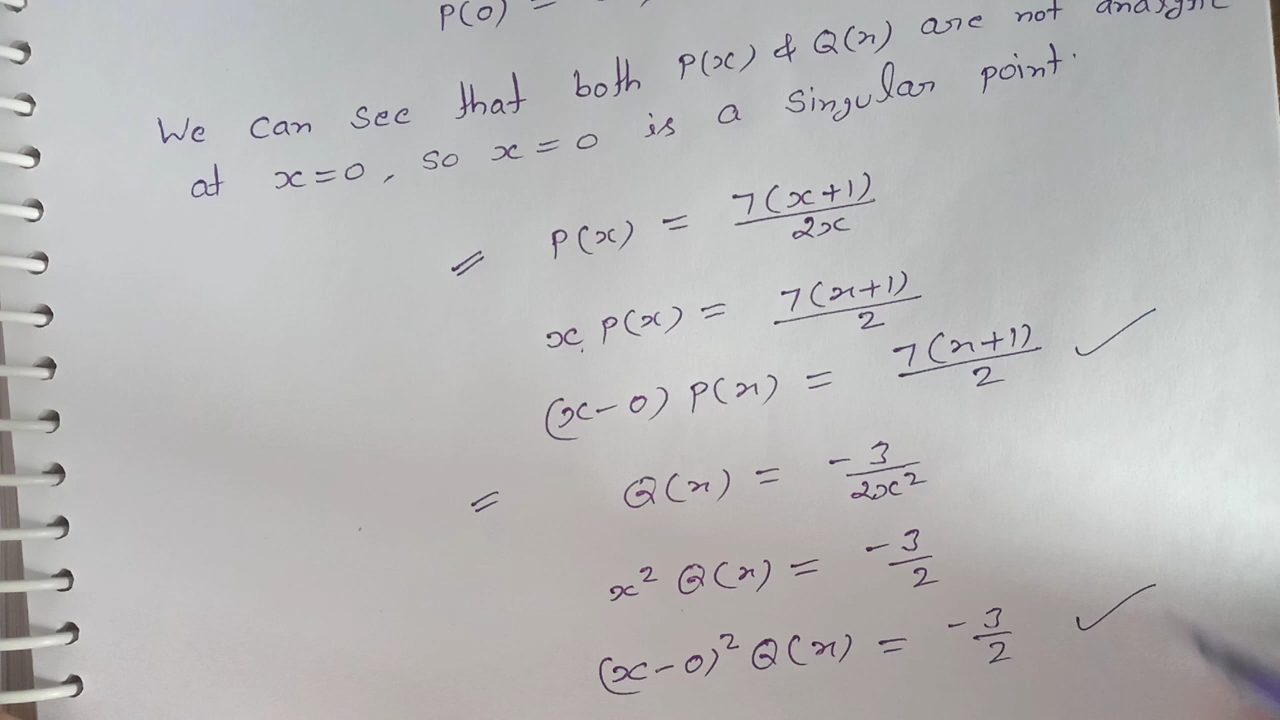 P(0) =
We can see that both P(x) & Q(x) are not analytic
at x=0, so x=0 is a singular point.
= P(x) = 7(x+1)/2x
x. P(x) = 7(x+1)/2
(x-0) P(x) = 7(x+1)/2 ✓
= Q(x) = -3/2x²
x² Q(x) = -3/2
(x-0)² Q(x) = -3/2 ✓